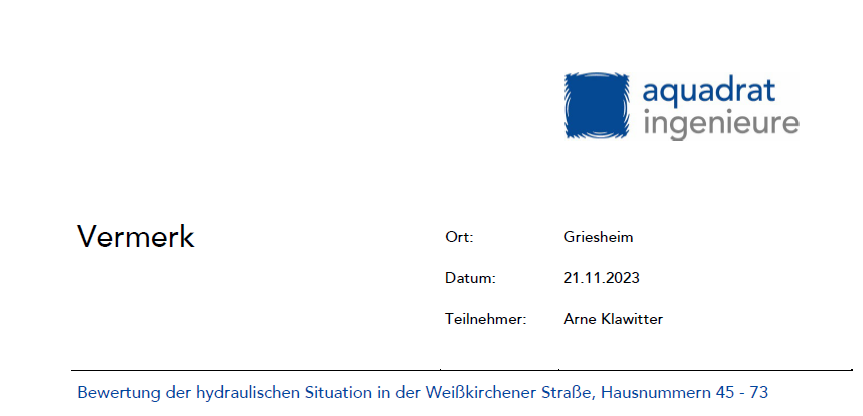 aquadrat
ingenieure
Vermerk
Ort: Griesheim
Datum: 21.11.2023
Teilnehmer: Arne Klawitter
Bewertung der hydraulischen Situation in der Weißkirchener Straße, Hausnummern 45 - 73